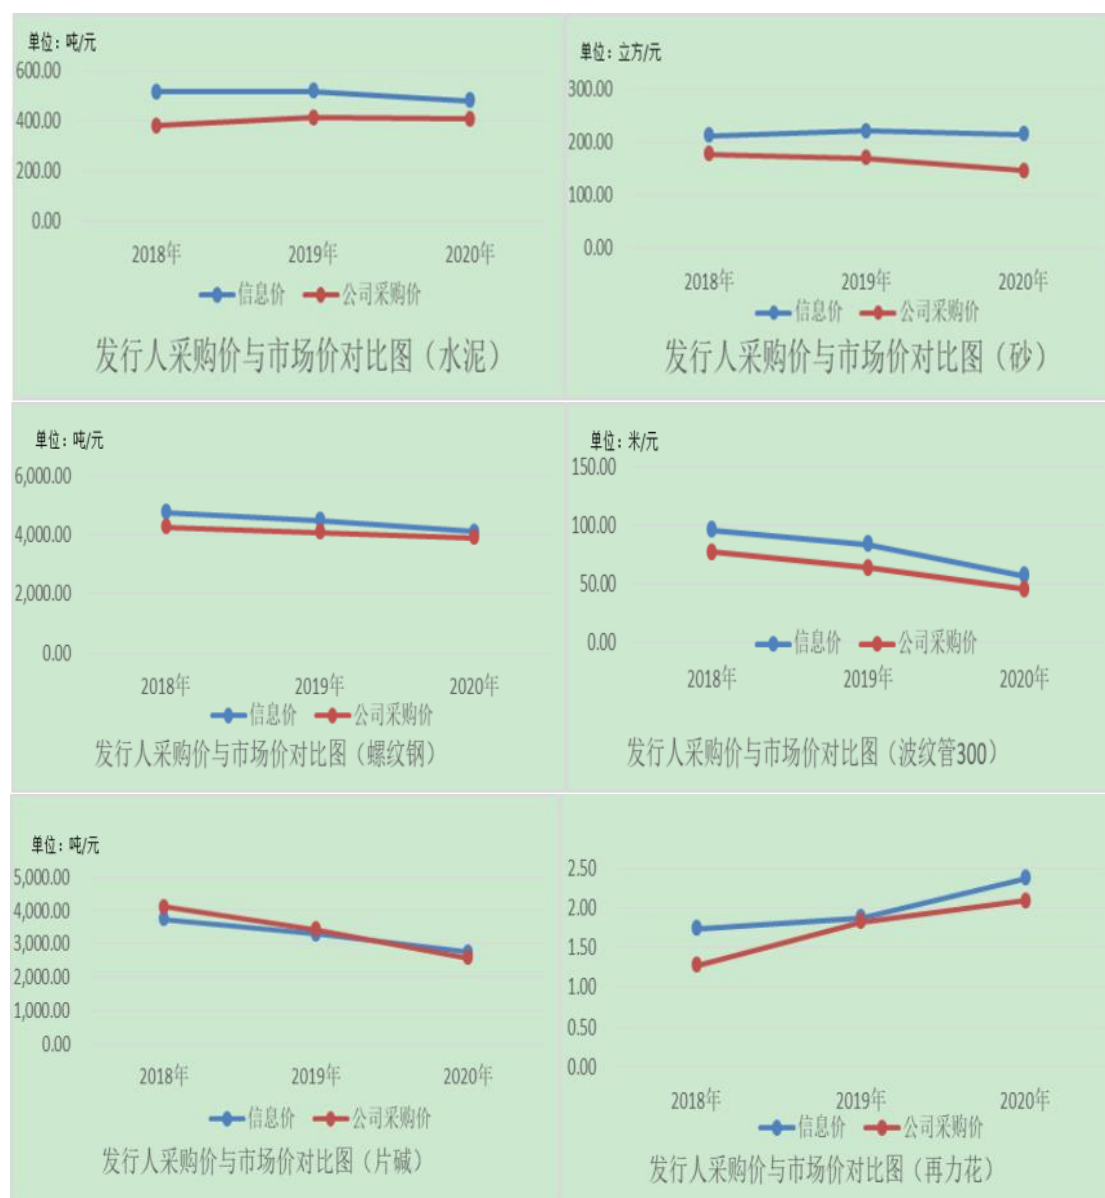 单位：吨/元
600.00
400.00
200.00
0.00
2018年 2019年 2020年
信息价 公司采购价
发行人采购价与市场价对比图（水泥）
单位：立方/元
300.00
200.00
100.00
0.00
2018年 2019年 2020年
信息价 公司采购价
发行人采购价与市场价对比图（砂）
单位：吨/元
6,000.00
4,000.00
2,000.00
0.00
2018年 2019年 2020年
信息价 公司采购价
发行人采购价与市场价对比图（螺纹钢）
单位：米/元
150.00
100.00
50.00
0.00
信息价 公司采购价
2018年 2019年 2020年
发行人采购价与市场价对比图（波纹管300）
单位：吨/元
5,000.00
4,000.00
3,000.00
2,000.00
1,000.00
0.00
2018年 2019年 2020年
信息价 公司采购价
发行人采购价与市场价对比图（片碱）
2.50
2.00
1.50
1.00
0.50
0.00
2018年 2019年 2020年
信息价 公司采购价
发行人采购价与市场价对比图（再力花）